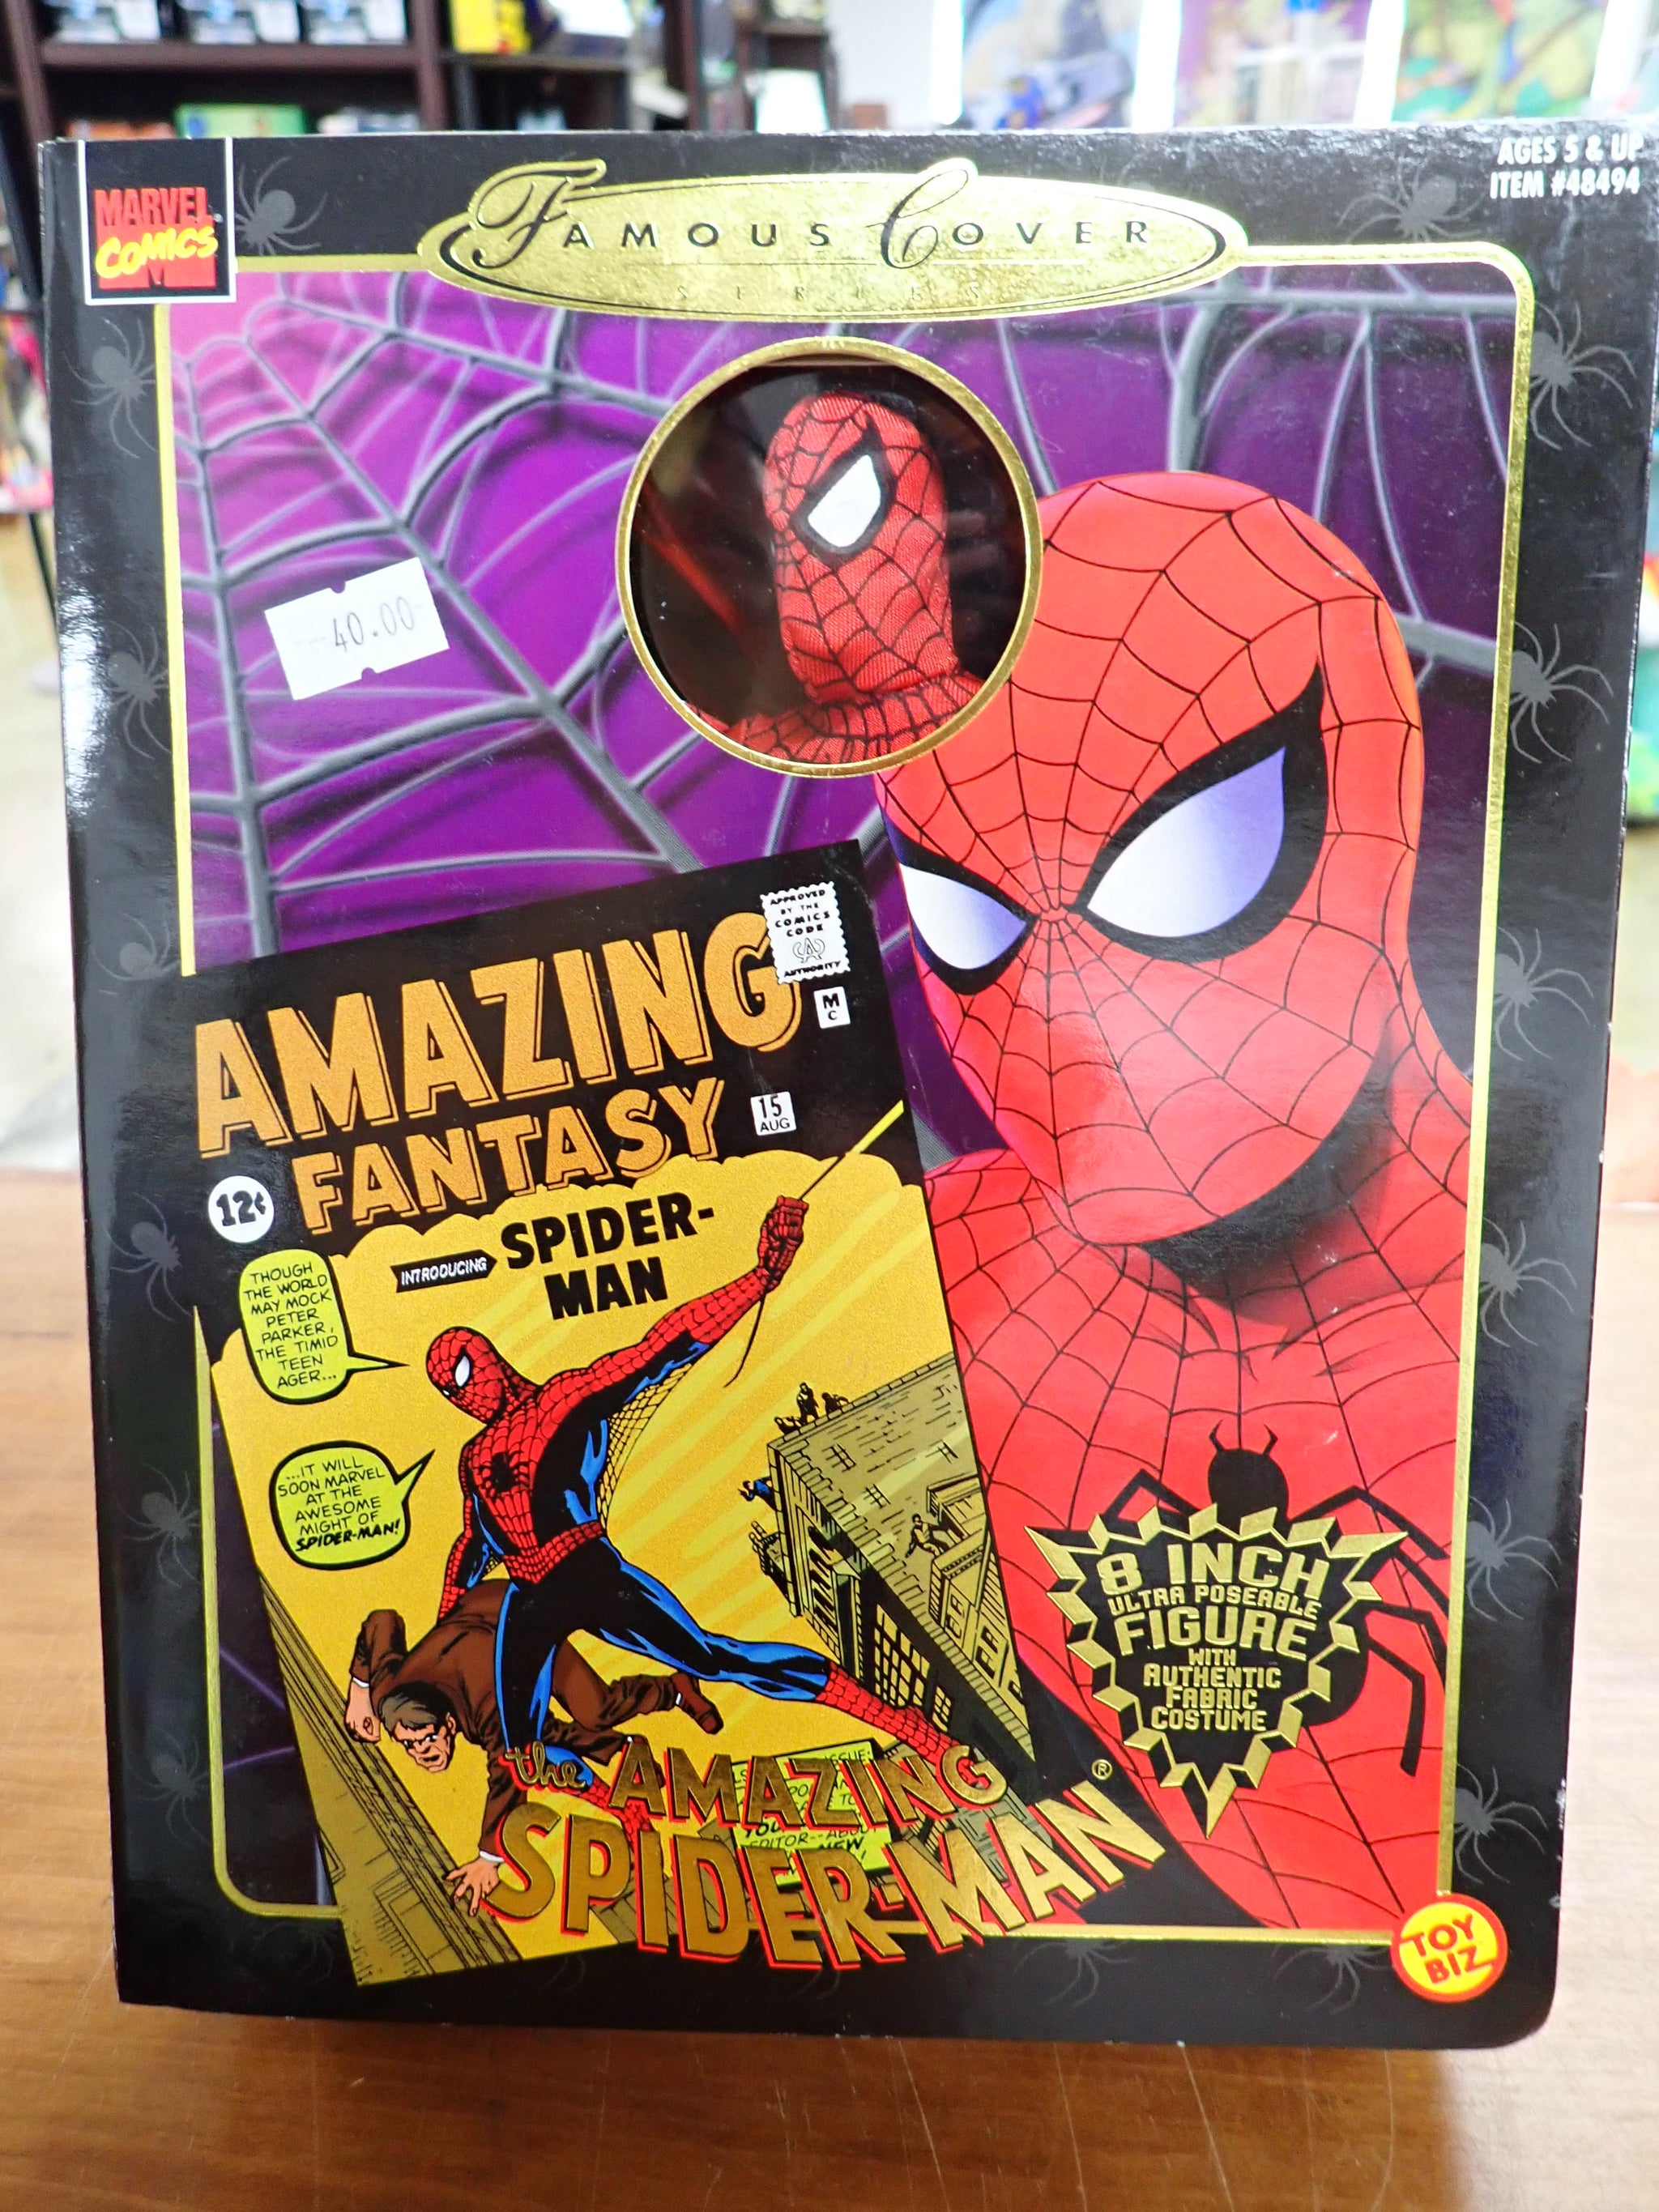 AGES 5 & UP
ITEM #48494
MARVEL
COMICS
FAMOUS COVER
SERIES
40.00
APPROVED
BY THE
COMICS
CODE
CA
AUTHORITY
M
C
AMAZING
FANTASY
15
AUG
12¢
INTRODUCING
SPIDER-
MAN
THOUGH
THE WORLD
MAY MOCK
PETER
PARKER,
THE TIMID
TEEN
AGER...
...IT WILL
SOON MARVEL
AT THE
AWESOME
MIGHT OF
SPIDER-MAN!
8 INCH
ULTRA POSEABLE
FIGURE
WITH
AUTHENTIC
FABRIC
COSTUME
the AMAZING
SPIDER-MAN®
EDITOR--
NEW
TOY
BIZ